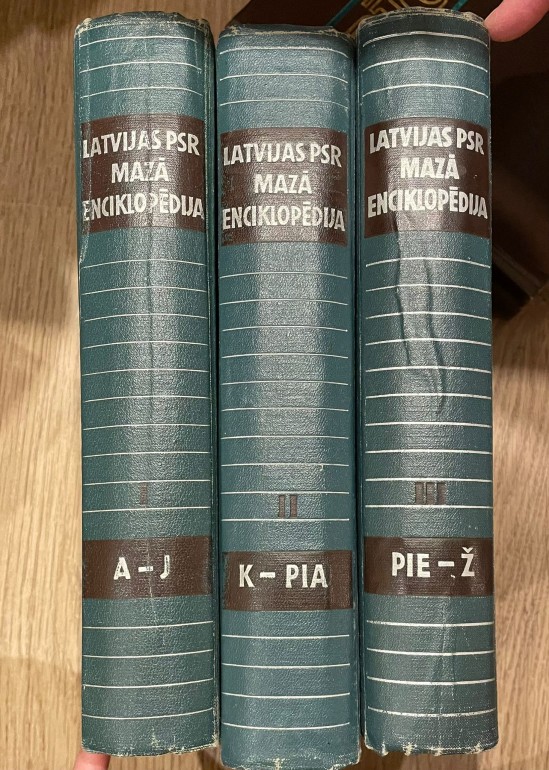 LATVIJAS PSR
MAZĀ
ENCIKLOPĒDIJA
I
A – J
LATVIJAS PSR
MAZĀ
ENCIKLOPĒDIJA
II
K – PIA
LATVIJAS PSR
MAZĀ
ENCIKLOPĒDIJA
III
PIE – Ž